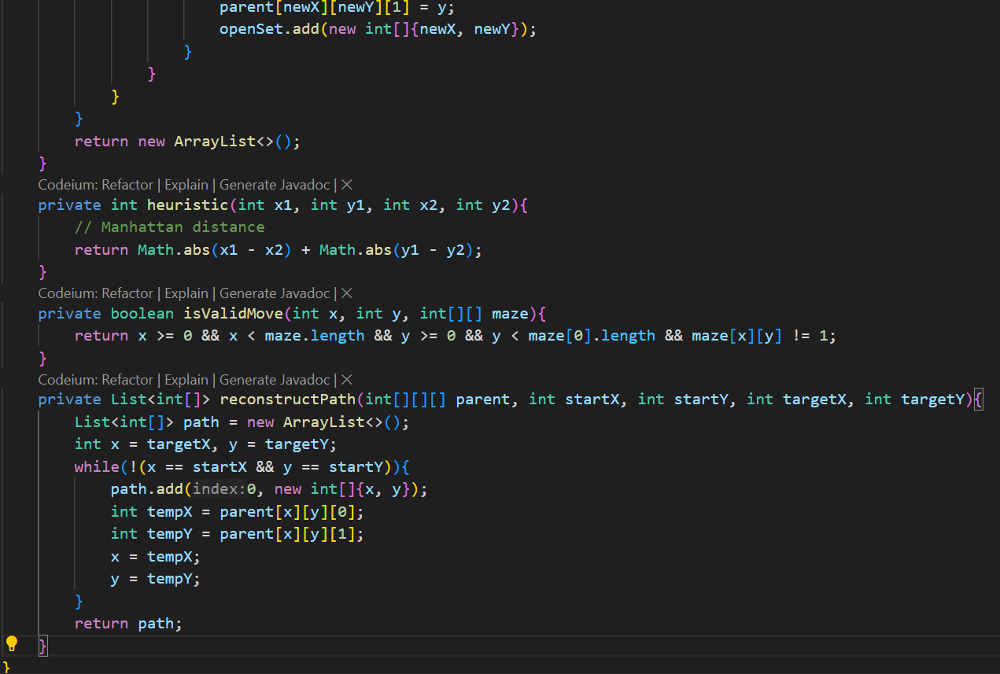 parent[newX][newY][1] = y;
openSet.add(new int[]{newX, newY});
}
}
}
}
return new ArrayList<>();
}
Codeium: Refactor | Explain | Generate Javadoc | ×
private int heuristic(int x1, int y1, int x2, int y2){
// Manhattan distance
return Math.abs(x1 - x2) + Math.abs(y1 - y2);
}
Codeium: Refactor | Explain | Generate Javadoc | ×
private boolean isValidMove(int x, int y, int[][] maze){
return x >= 0 && x < maze.length && y >= 0 && y < maze[0].length && maze[x][y] != 1;
}
Codeium: Refactor | Explain | Generate Javadoc | ×
private List<int[]> reconstructPath(int[][][] parent, int startX, int startY, int targetX, int targetY){
List<int[]> path = new ArrayList<>();
int x = targetX, y = targetY;
while(!(x == startX && y == startY)){
path.add(index:0, new int[]{x, y});
int tempX = parent[x][y][0];
int tempY = parent[x][y][1];
x = tempX;
y = tempY;
}
return path;
}
}